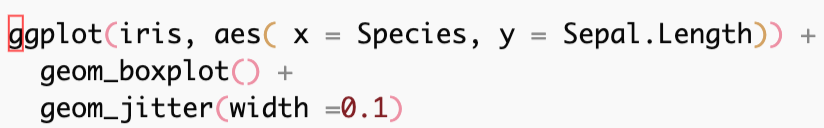 ggplot(iris, aes( x = Species, y = Sepal.Length)) +
  geom_boxplot() +
  geom_jitter(width =0.1)